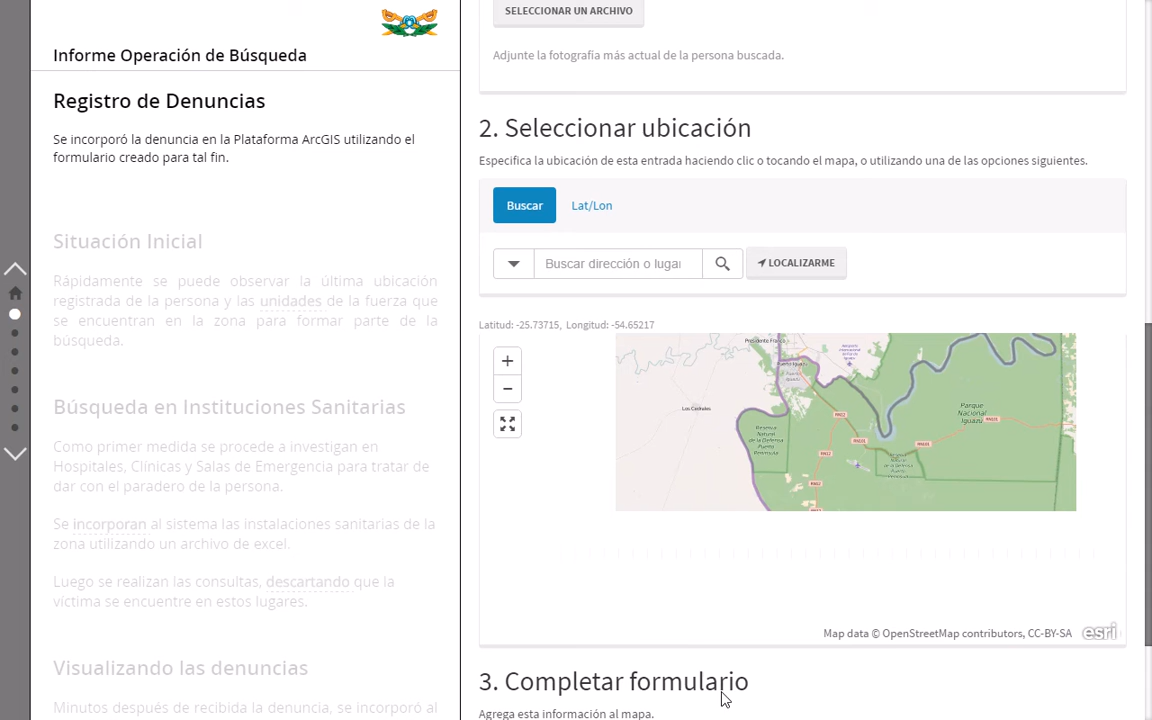 Informe Operación de Búsqueda
Registro de Denuncias
Se incorporó la denuncia en la Plataforma ArcGIS utilizando el
formulario creado para tal fin.
Situación Inicial
Rápidamente se puede observar la última ubicación
registrada de la persona y las unidades de la fuerza que
se encuentran en la zona para formar parte de la
búsqueda.
Búsqueda en Instituciones Sanitarias
Como primer medida se procede a investigan en
Hospitales, Clínicas y Salas de Emergencia para tratar de
dar con el paradero de la persona.
Se incorporan al sistema las instalaciones sanitarias de la
zona utilizando un archivo de excel.
Luego se realizan las consultas, descartando que la
víctima se encuentre en estos lugares.
Visualizando las denuncias
Minutos después de recibida la denuncia, se incorporó al
SELECCIONAR UN ARCHIVO
Adjunte la fotografía más actual de la persona buscada.
2. Seleccionar ubicación
Especifica la ubicación de esta entrada haciendo clic o tocando el mapa, o utilizando una de las opciones siguientes.
Buscar
Lat/Lon
Buscar dirección o luga
LOCALIZARME
Latitud: -25.73715, Longitud: -54.65217
+
−
Presidente Franco
Los Cedrales
Parque
Nacional
Iguazú
Reserva
Natural
de la Defensa
Puerto
Península
Map data © OpenStreetMap contributors, CC-BY-SA
esri
3. Completar formulario
Agrega esta información al mapa.